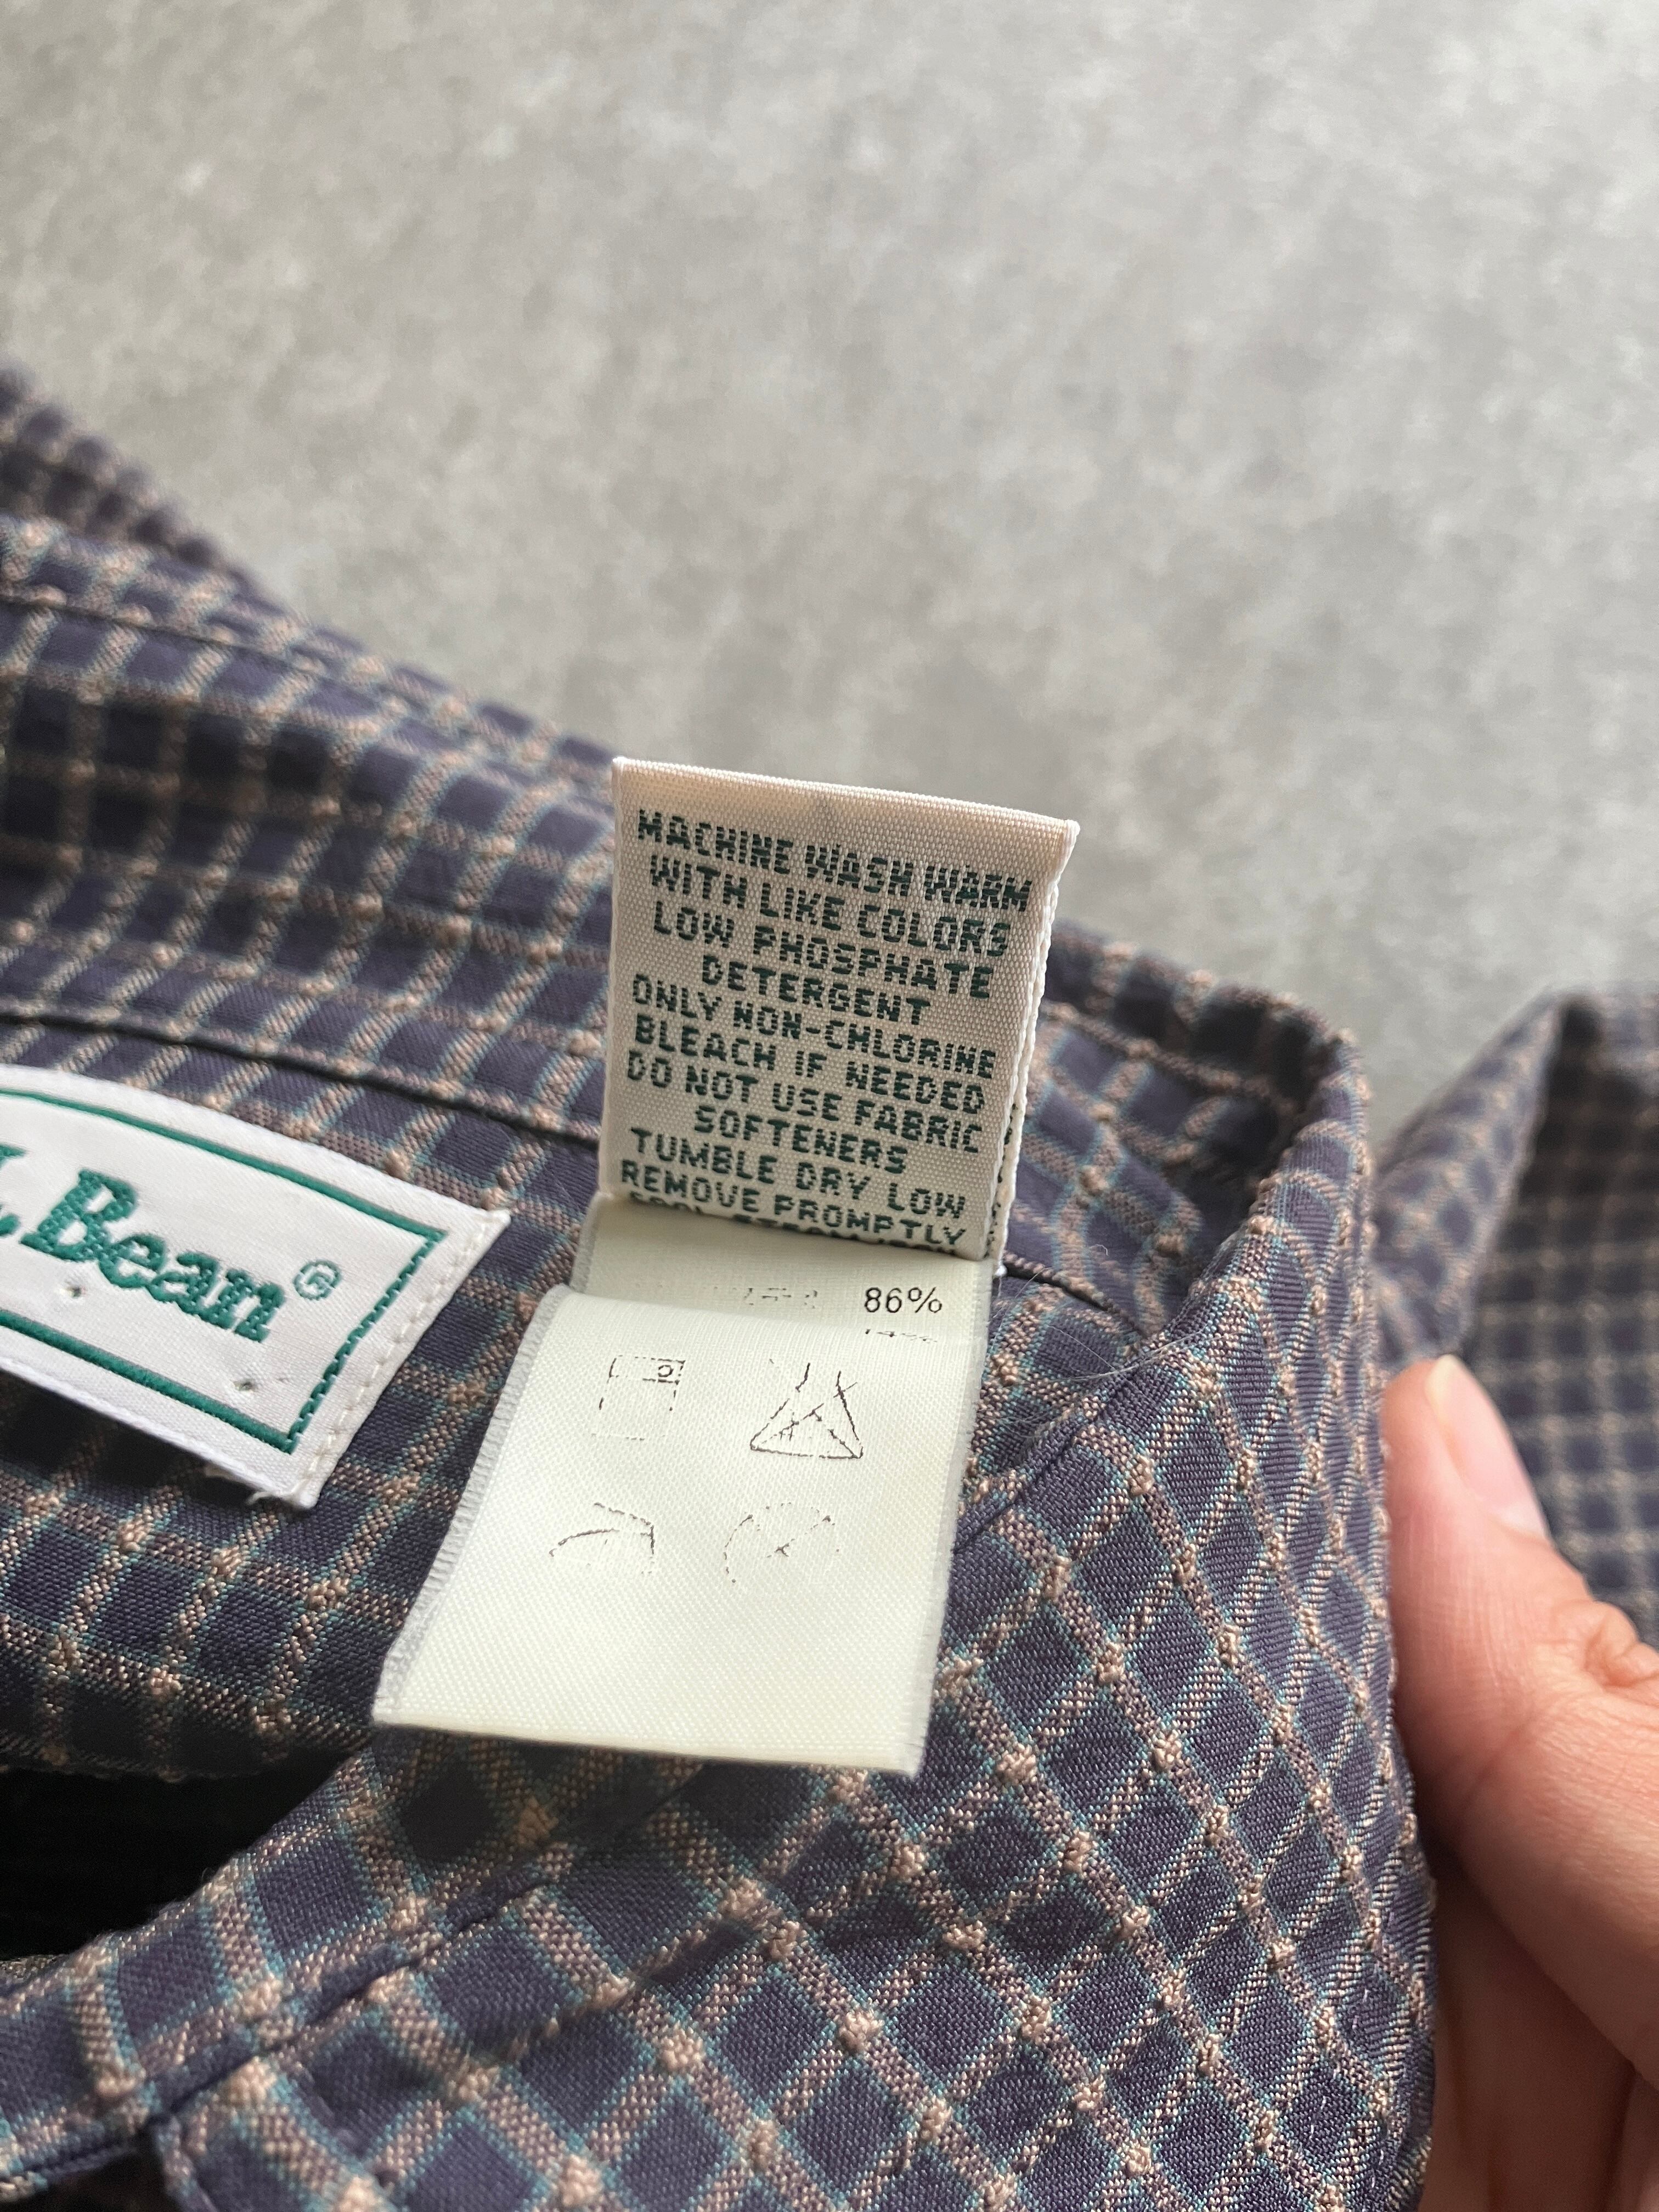 MACHINE WASH WARM
WITH LIKE COLORS
LOW PHOSPHATE
DETERGENT
ONLY NON-CHLORINE
BLEACH IF NEEDED
DO NOT USE FABRIC
SOFTENERS
TUMBLE DRY LOW
REMOVE PROMPTLY
86%
14%
Bean®